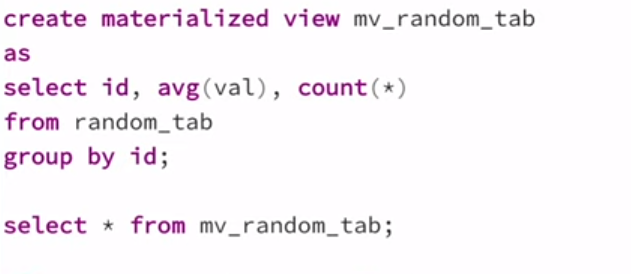 create materialized view mv_random_tab
as
select id, avg(val), count(*)
from random_tab
group by id;
select * from mv_random_tab;